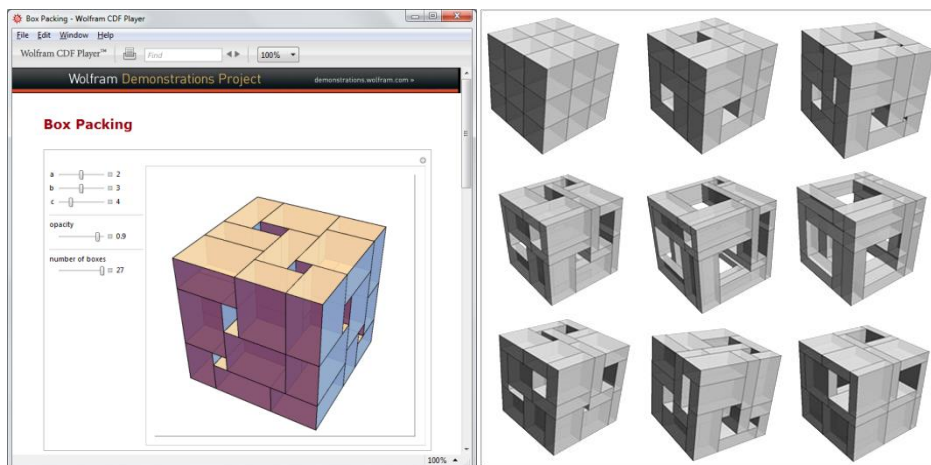 Box Packing - Wolfram CDF Player
File Edit Window Help
Wolfram CDF Player™ Find 100%
Wolfram Demonstrations Project demonstrations.wolfram.com »
Box Packing
a 2
b 3
c 4
opacity
0.9
number of boxes
27
100%